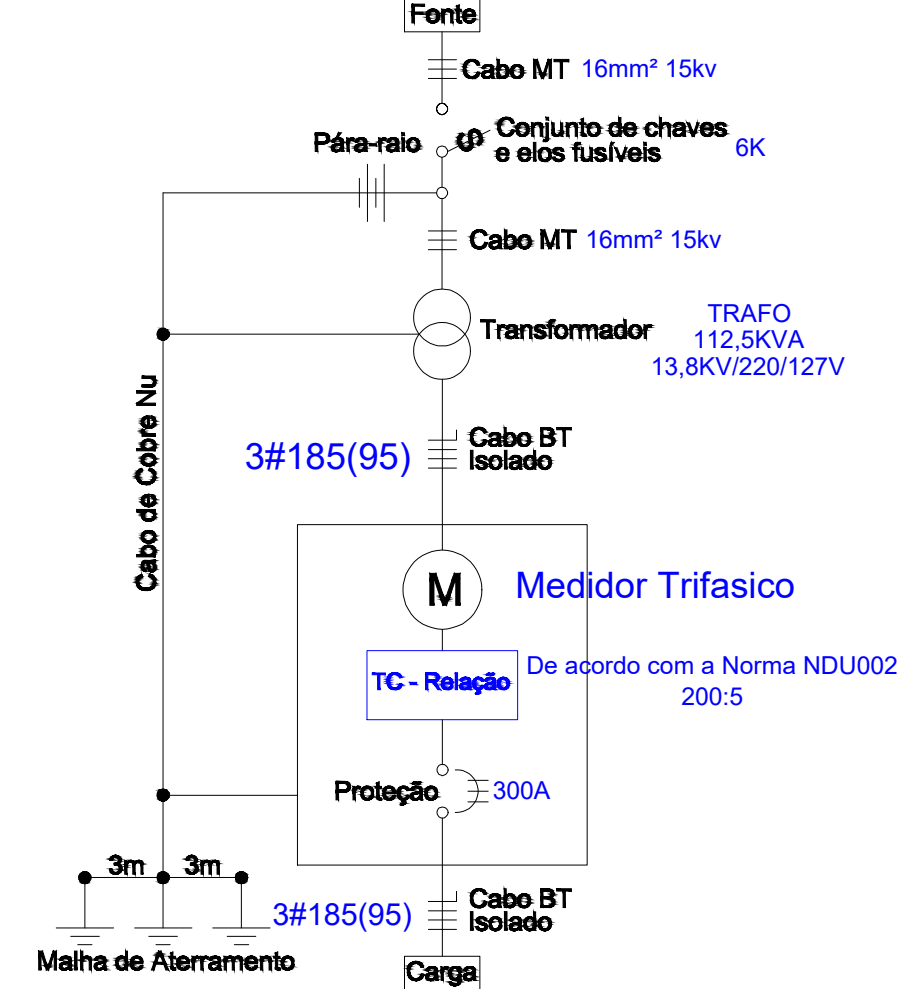 Fonte
Cabo MT 16mm² 15kv
Conjunto de chaves
e elos fusíveis
6K
Pára-raio
Cabo MT 16mm² 15kv
Transformador
TRAFO
112,5KVA
13,8KV/220/127V
Cabo de Cobre Nu
3#185(95)
Cabo BT
Isolado
M
Medidor Trifasico
TC - Relação
De acordo com a Norma NDU002
200:5
Proteção
300A
3m 3m
3#185(95)
Cabo BT
Isolado
Malha de Aterramento
Carga